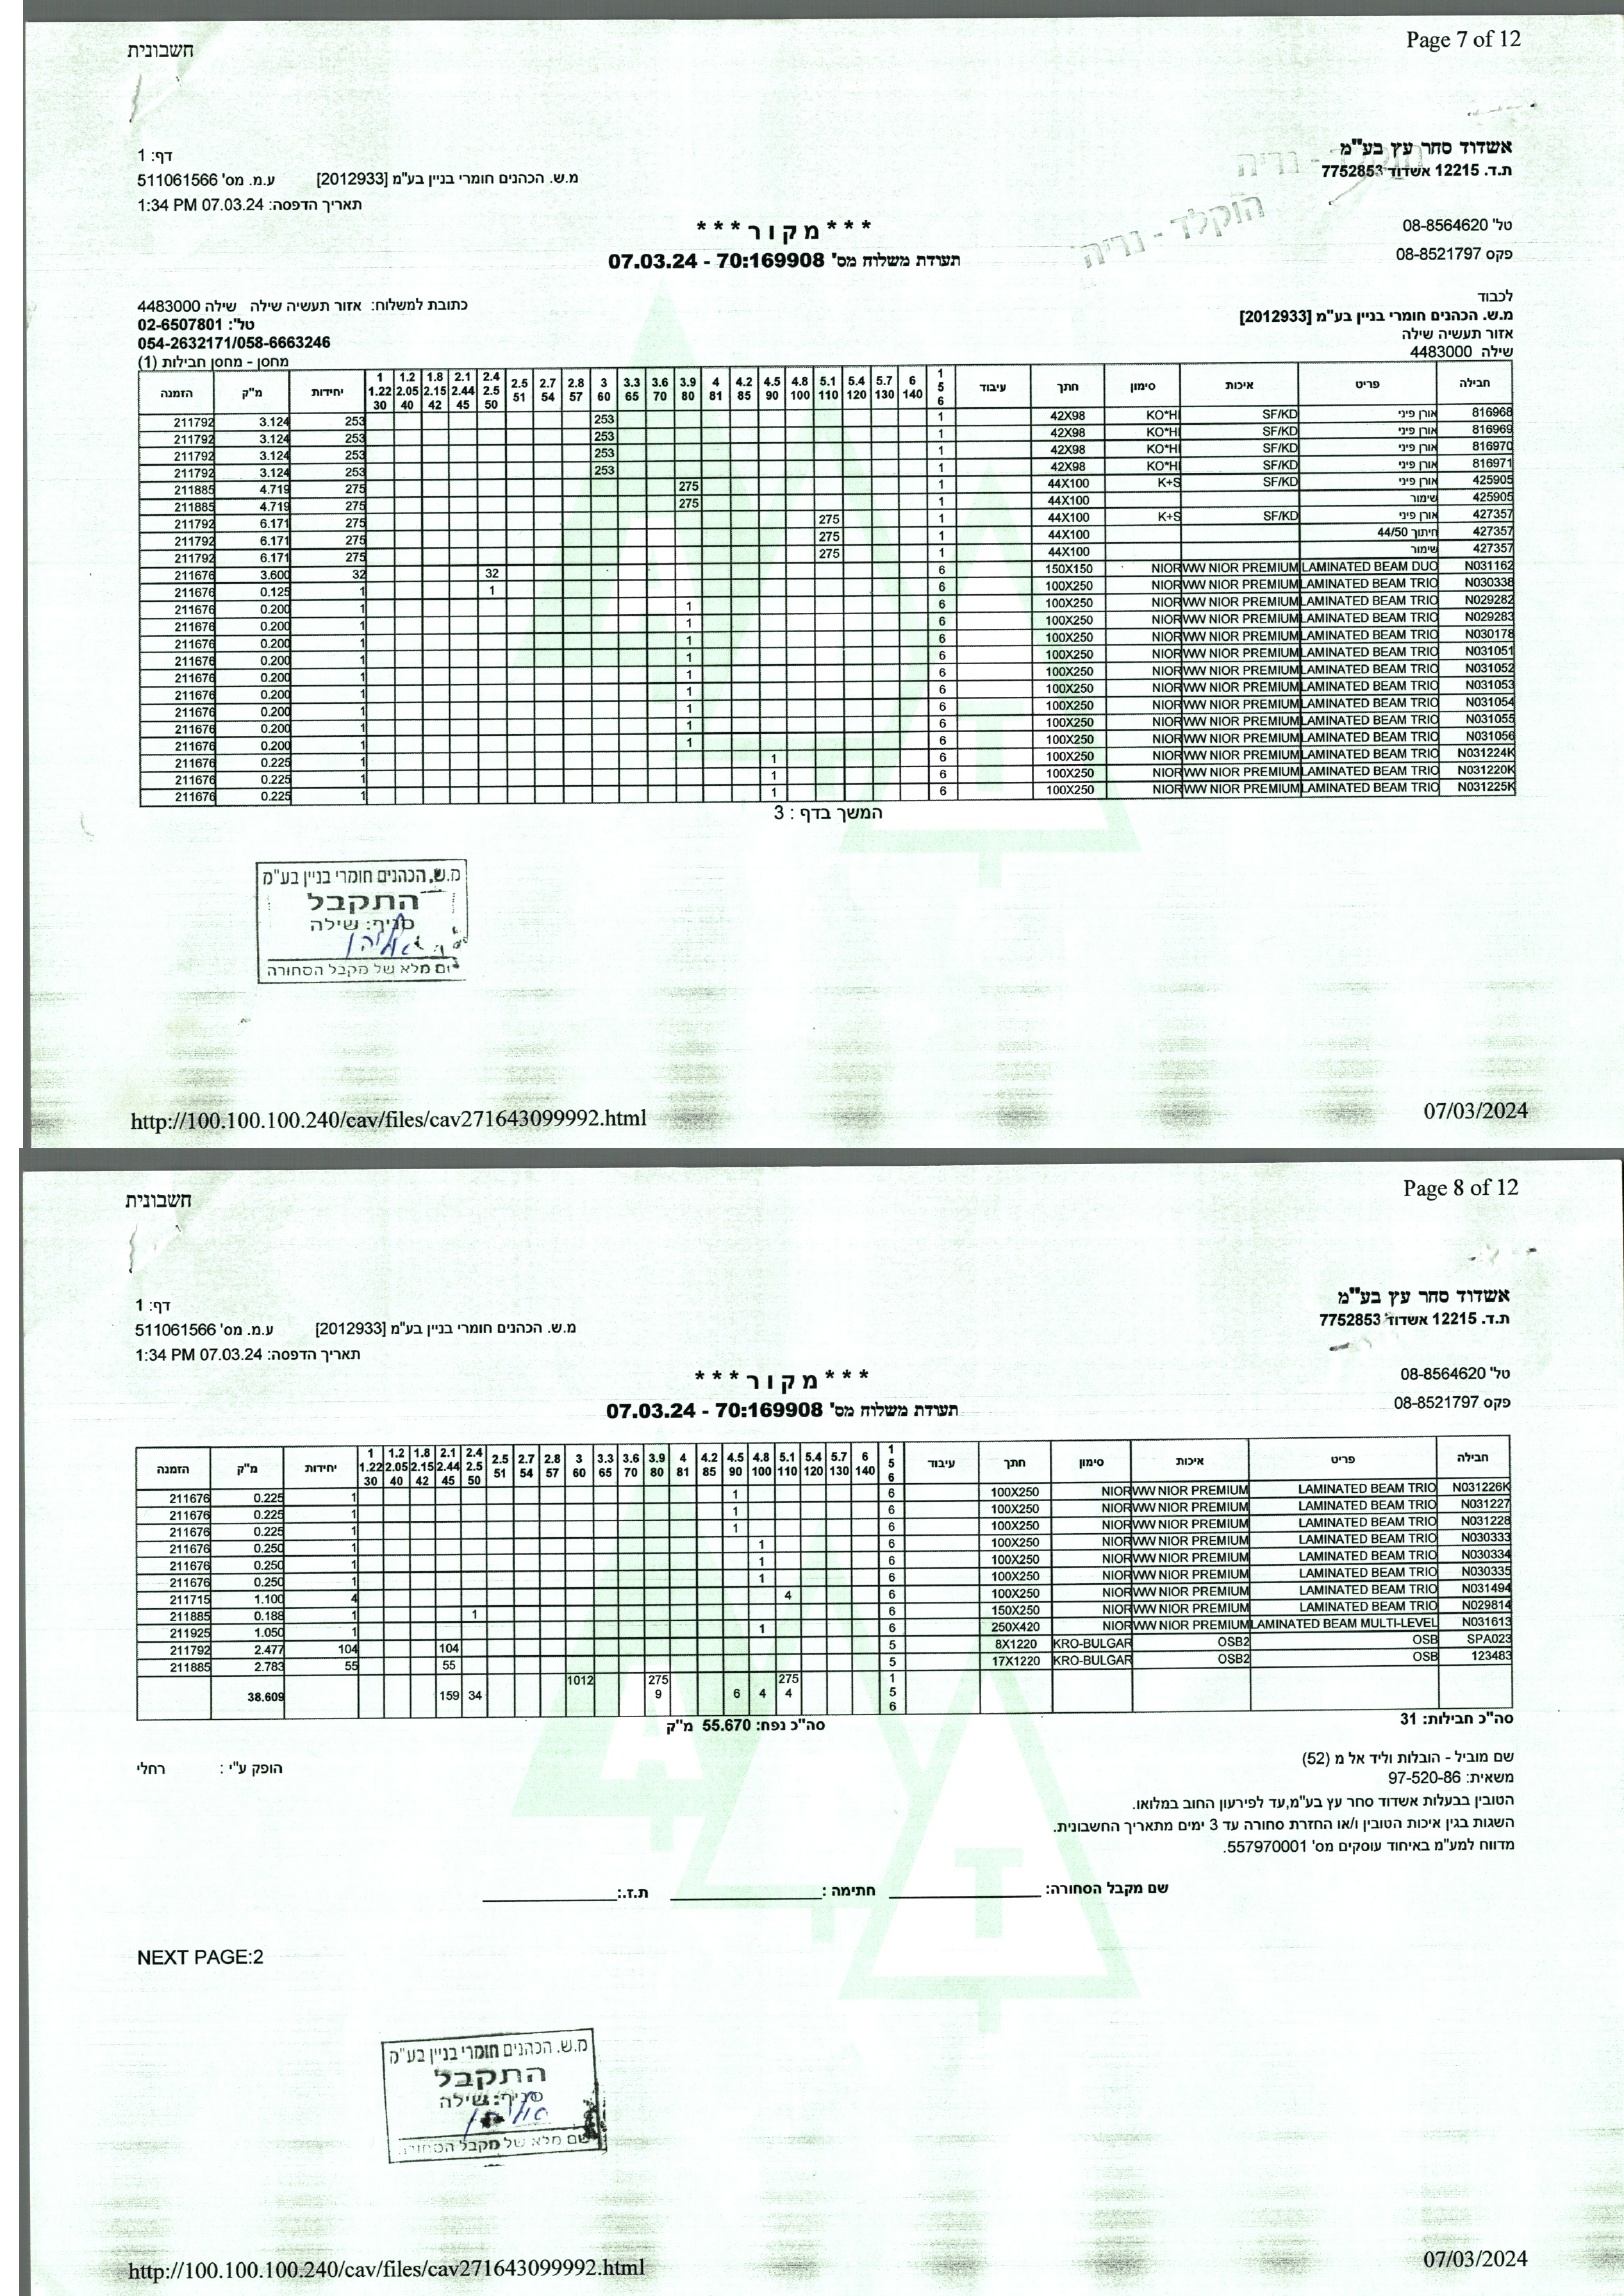 חשבונית
Page 7 of 12
אשדוד סחר עץ בע"מ
ת.ד. 12215 אשדוד 7752853
הוקלד - נריה
הוקלד - נריה
דף: 1
מ.ש. הכהנים חומרי בניין בע"מ [2012933] ע.מ. מס' 511061566
תאריך הדפסה: 07.03.24 1:34 PM
טל' 08-8564620
פקס 08-8521797
* * * מ ק ו ר * * *
תעודת משלוח מס' 70:169908 - 07.03.24
לכבוד
מ.ש. הכהנים חומרי בניין בע"מ [2012933]
אזור תעשיה שילה
שילה 4483000
כתובת למשלוח: אזור תעשיה שילה שילה 4483000
טל': 02-6507801
054-2632171/058-6663246
מחסן - מחסן חבילות (1)
חבילה פריט איכות סימון חתך עיבוד 1 5 6 6 140 5.7 130 5.4 120 5.1 110 4.8 100 4.5 90 4.2 85 4 81 3.9 80 3.6 70 3.3 65 3 60 2.8 57 2.7 54 2.5 51 2.4 2.5 50 2.1 2.44 45 1.8 2.15 42 1.2 2.05 40 1 1.22 30 יחידות מ"ק הזמנה
816968 אורן פיני SF/KD KO*HI 42X98 1 253 253 3.124 211792
816969 אורן פיני SF/KD KO*HI 42X98 1 253 253 3.124 211792
816970 אורן פיני SF/KD KO*HI 42X98 1 253 253 3.124 211792
816971 אורן פיני SF/KD KO*HI 42X98 1 253 253 3.124 211792
425905 אורן פיני SF/KD K+S 44X100 1 275 275 4.719 211885
425905 שימור 44X100 1 275 275 4.719 211885
427357 אורן פיני SF/KD K+S 44X100 1 275 275 6.171 211792
427357 חיתוך 44/50 44X100 1 275 275 6.171 211792
427357 שימור 44X100 1 275 275 6.171 211792
N031162 LAMINATED BEAM DUO WW NIOR PREMIUM NIOR 150X150 6 32 32 3.600 211676
N030338 LAMINATED BEAM TRIO WW NIOR PREMIUM NIOR 100X250 6 1 1 0.125 211676
N029282 LAMINATED BEAM TRIO WW NIOR PREMIUM NIOR 100X250 6 1 1 0.200 211676
N029283 LAMINATED BEAM TRIO WW NIOR PREMIUM NIOR 100X250 6 1 1 0.200 211676
N030178 LAMINATED BEAM TRIO WW NIOR PREMIUM NIOR 100X250 6 1 1 0.200 211676
N031051 LAMINATED BEAM TRIO WW NIOR PREMIUM NIOR 100X250 6 1 1 0.200 211676
N031052 LAMINATED BEAM TRIO WW NIOR PREMIUM NIOR 100X250 6 1 1 0.200 211676
N031053 LAMINATED BEAM TRIO WW NIOR PREMIUM NIOR 100X250 6 1 1 0.200 211676
N031054 LAMINATED BEAM TRIO WW NIOR PREMIUM NIOR 100X250 6 1 1 0.200 211676
N031055 LAMINATED BEAM TRIO WW NIOR PREMIUM NIOR 100X250 6 1 1 0.200 211676
N031056 LAMINATED BEAM TRIO WW NIOR PREMIUM NIOR 100X250 6 1 1 0.200 211676
N031224K LAMINATED BEAM TRIO WW NIOR PREMIUM NIOR 100X250 6 1 1 0.225 211676
N031220K LAMINATED BEAM TRIO WW NIOR PREMIUM NIOR 100X250 6 1 1 0.225 211676
N031225K LAMINATED BEAM TRIO WW NIOR PREMIUM NIOR 100X250 6 1 1 0.225 211676
המשך בדף : 3
מ.ש. הכהנים חומרי בניין בע"מ
התקבל
סניף: שילה
שם מלא של מקבל הסחורה
http://100.100.100.240/cav/files/cav271643099992.html
07/03/2024
חשבונית
Page 8 of 12
אשדוד סחר עץ בע"מ
ת.ד. 12215 אשדוד 7752853
דף: 1
מ.ש. הכהנים חומרי בניין בע"מ [2012933] ע.מ. מס' 511061566
תאריך הדפסה: 07.03.24 1:34 PM
טל' 08-8564620
פקס 08-8521797
* * * מ ק ו ר * * *
תעודת משלוח מס' 70:169908 - 07.03.24
חבילה פריט איכות סימון חתך עיבוד 1 5 6 6 140 5.7 130 5.4 120 5.1 110 4.8 100 4.5 90 4.2 85 4 81 3.9 80 3.6 70 3.3 65 3 60 2.8 57 2.7 54 2.5 51 2.4 2.5 50 2.1 2.44 45 1.8 2.15 42 1.2 2.05 40 1 1.22 30 יחידות מ"ק הזמנה
N031226K LAMINATED BEAM TRIO WW NIOR PREMIUM NIOR 100X250 6 1 1 0.225 211676
N031227 LAMINATED BEAM TRIO WW NIOR PREMIUM NIOR 100X250 6 1 1 0.225 211676
N031228 LAMINATED BEAM TRIO WW NIOR PREMIUM NIOR 100X250 6 1 1 0.225 211676
N030333 LAMINATED BEAM TRIO WW NIOR PREMIUM NIOR 100X250 6 1 1 0.250 211676
N030334 LAMINATED BEAM TRIO WW NIOR PREMIUM NIOR 100X250 6 1 1 0.250 211676
N030335 LAMINATED BEAM TRIO WW NIOR PREMIUM NIOR 100X250 6 1 1 0.250 211676
N031494 LAMINATED BEAM TRIO WW NIOR PREMIUM NIOR 100X250 6 4 4 1.100 211715
N029814 LAMINATED BEAM TRIO WW NIOR PREMIUM NIOR 150X250 6 1 1 0.188 211885
N031613 LAMINATED BEAM MULTI-LEVEL WW NIOR PREMIUM NIOR 250X420 6 1 1 1.050 211925
SPA023 OSB OSB2 KRO-BULGAR 8X1220 5 104 104 2.477 211792
123483 OSB OSB2 KRO-BULGAR 17X1220 5 55 55 2.783 211885
1 275 275 1012
5 6 4 4 6 9 34 159 38.609
סה"כ חבילות: 31
סה"כ נפח: 55.670 מ"ק
שם מוביל - הובלות וליד אל מ (52)
משאית: 97-520-86
הופק ע"י : רחלי
הטובין בבעלות אשדוד סחר עץ בע"מ,עד לפירעון החוב במלואו.
השגות בגין איכות הטובין ו/או החזרת סחורה עד 3 ימים מתאריך החשבונית.
מדווח למע"מ באיחוד עוסקים מס' 557970001.
שם מקבל הסחורה: חתימה : ת.ז.:
NEXT PAGE:2
מ.ש. הכהנים חומרי בניין בע"מ
התקבל
סניף: שילה
שם מלא של מקבל הסחורה
http://100.100.100.240/cav/files/cav271643099992.html
07/03/2024